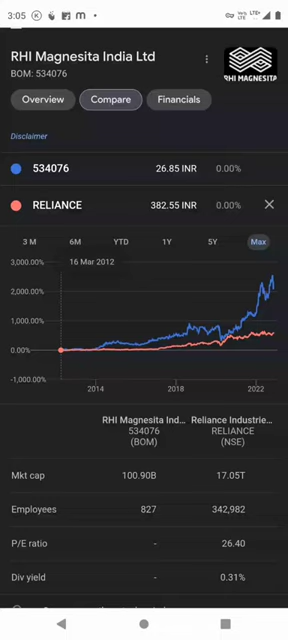 3:05
LTE+
RHI Magnesita India Ltd
BOM: 534076
RHI MAGNESITA
Overview
Compare
Financials
Disclaimer
534076 26.85 INR 0.00%
RELIANCE 382.55 INR 0.00%
3 M 6M YTD 1Y 5Y Max
3,000.00% 16 Mar 2012
2,000.00%
1,000.00%
0.00%
-1,000.00%
2014 2018 2022
RHI Magnesita Ind... Reliance Industrie...
534076 RELIANCE
(BOM) (NSE)
Mkt cap 100.90B 17.05T
Employees 827 342,982
P/E ratio - 26.40
Div yield - 0.31%